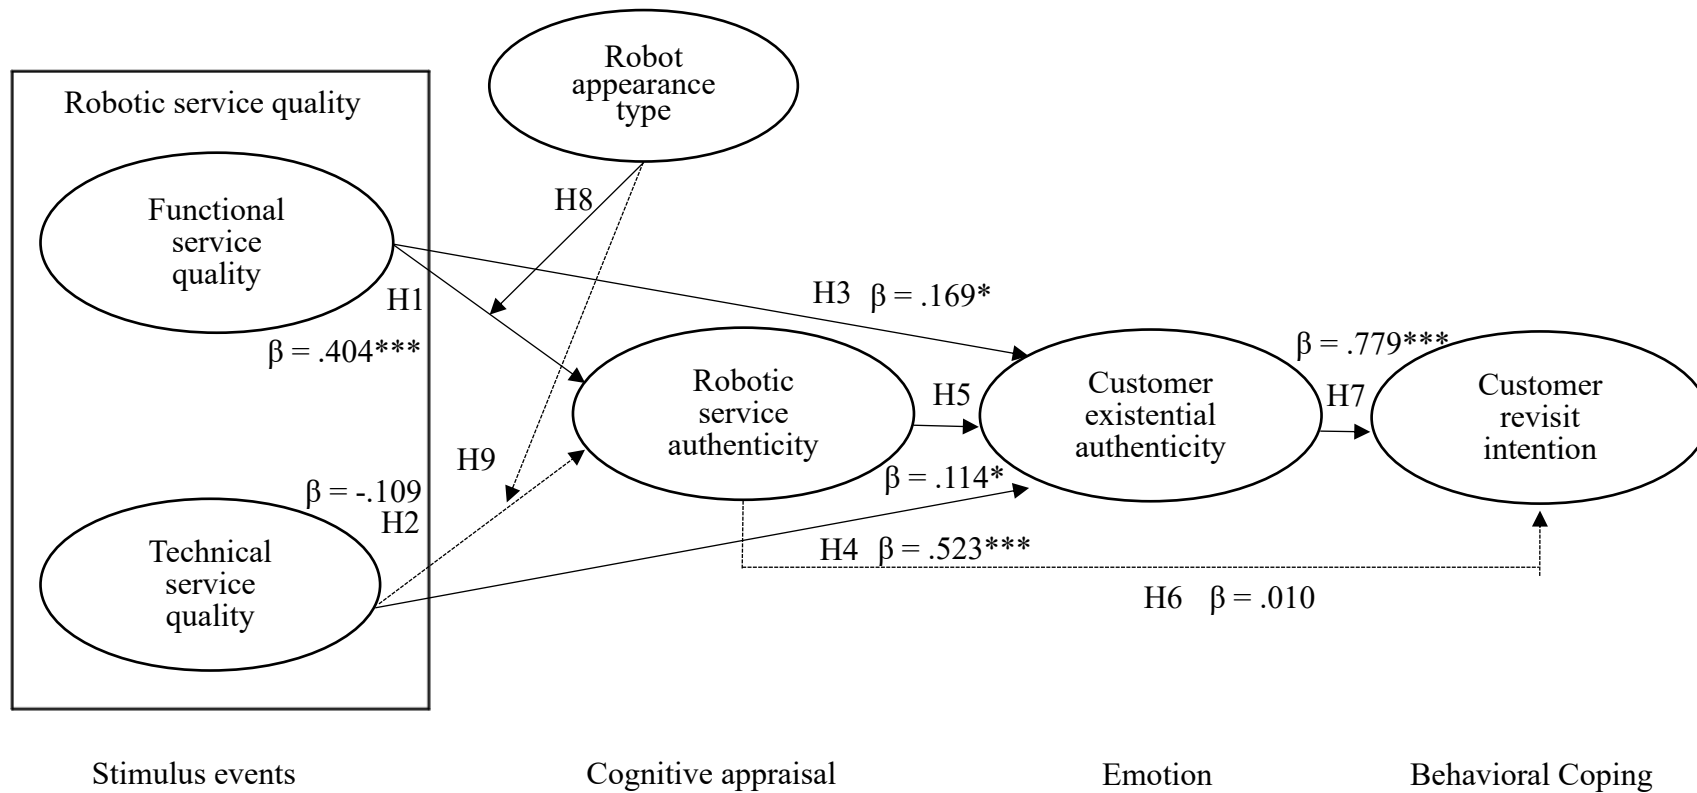 Robot
appearance
type
Robotic service quality
Functional
service
quality
H8
H1
β = .404***
H3 β = .169*
β = .779***
Robotic
service
authenticity
H5
Customer
existential
authenticity
H7
Customer
revisit
intention
H9
β = .114*
β = -.109
H2
Technical
service
quality
H4 β = .523***
H6 β = .010
Stimulus events
Cognitive appraisal
Emotion
Behavioral Coping